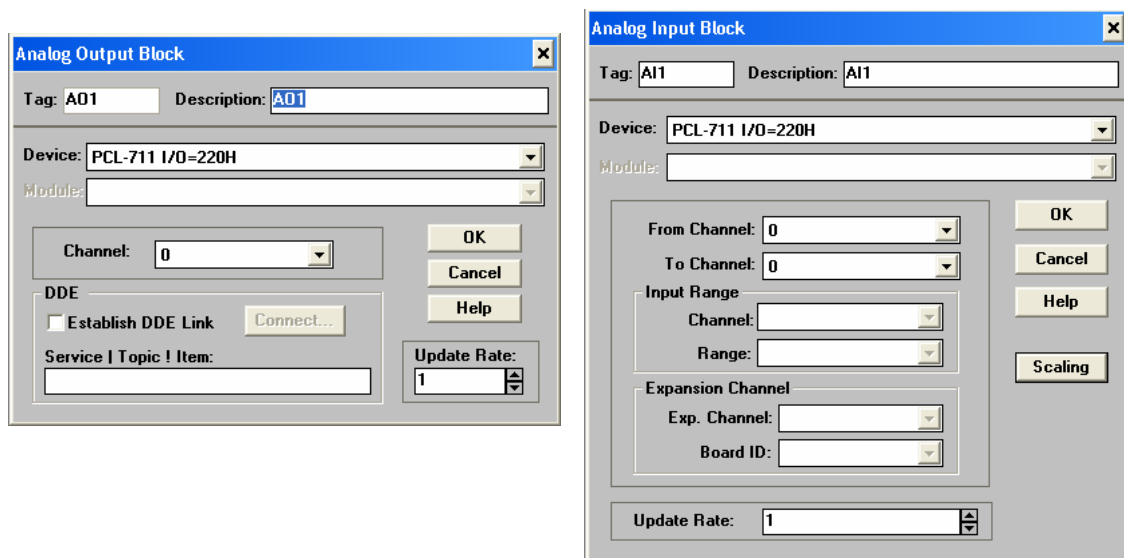 Analog Output Block
Tag: AO1 Description: AO1
Device: PCL-711 I/O=220H
Module:
Channel: 0
OK
Cancel
Help
DDE
Establish DDE Link Connect...
Service | Topic ! Item:
Update Rate:
1
Analog Input Block
Tag: AI1 Description: AI1
Device: PCL-711 I/O=220H
Module:
From Channel: 0
To Channel: 0
Input Range
Channel:
Range:
Expansion Channel
Exp. Channel:
Board ID:
OK
Cancel
Help
Scaling
Update Rate: 1